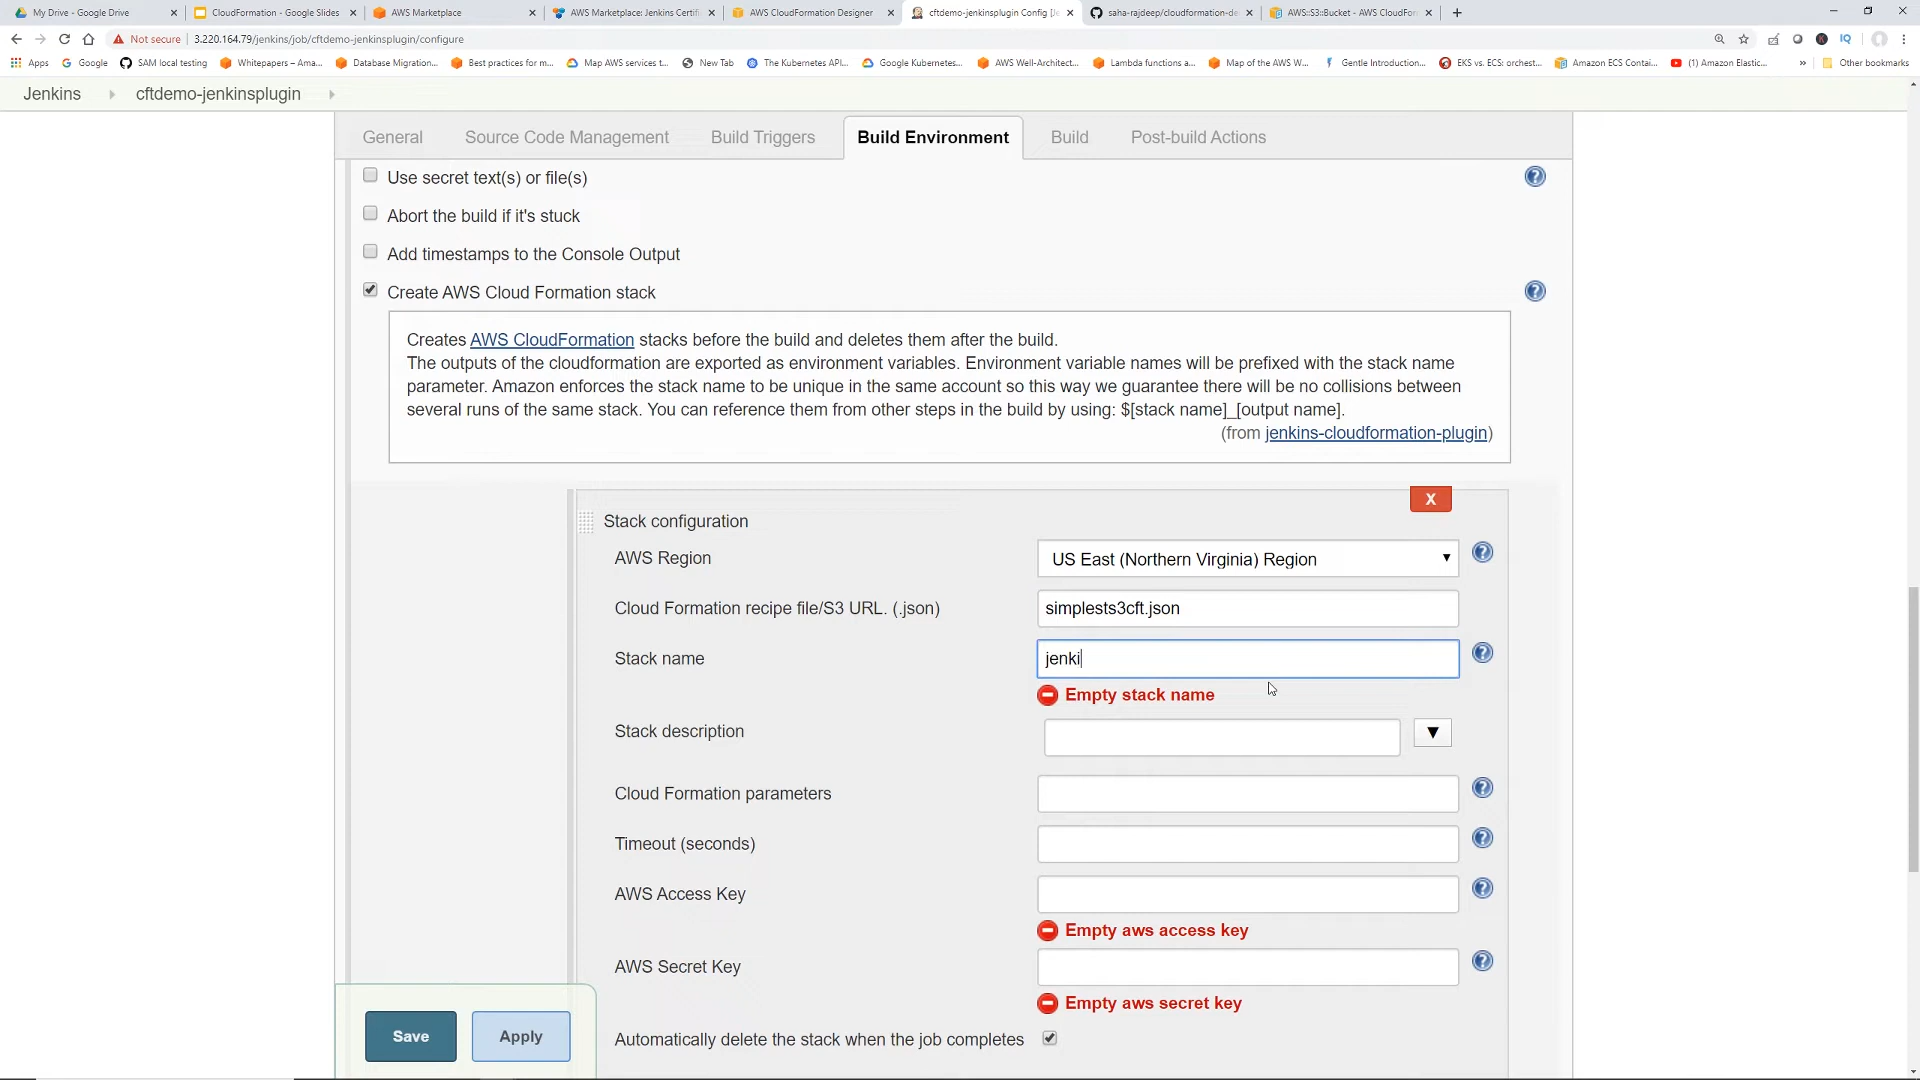 My Drive - Google Drive
CloudFormation - Google Slides
AWS Marketplace
AWS Marketplace: Jenkins Certifi
AWS CloudFormation Designer
cftdemo-jenkinsplugin Config [Je
saha-rajdeep/cloudformation-de
AWS::S3::Bucket - AWS CloudFor
Not secure
3.220.164.79/jenkins/job/cftdemo-jenkinsplugin/configure
Apps
Google
SAM local testing
Whitepapers – Ama...
Database Migration...
Best practices for m...
Map AWS services t...
New Tab
The Kubernetes API...
Google Kubernetes...
AWS Well-Architect...
Lambda functions a...
Map of the AWS W...
Gentle Introduction...
EKS vs. ECS: orchest...
Amazon ECS Contai...
(1) Amazon Elastic...
»
Other bookmarks
Jenkins
cftdemo-jenkinsplugin
General
Source Code Management
Build Triggers
Build Environment
Build
Post-build Actions
Use secret text(s) or file(s)
Abort the build if it's stuck
Add timestamps to the Console Output
Create AWS Cloud Formation stack
Creates AWS CloudFormation stacks before the build and deletes them after the build.
The outputs of the cloudformation are exported as environment variables. Environment variable names will be prefixed with the stack name
parameter. Amazon enforces the stack name to be unique in the same account so this way we guarantee there will be no collisions between
several runs of the same stack. You can reference them from other steps in the build by using: $[stack name]_[output name].
(from jenkins-cloudformation-plugin)
X
Stack configuration
AWS Region
US East (Northern Virginia) Region
Cloud Formation recipe file/S3 URL. (.json)
simplests3cft.json
Stack name
jenki
Empty stack name
Stack description
Cloud Formation parameters
Timeout (seconds)
AWS Access Key
Empty aws access key
AWS Secret Key
Empty aws secret key
Save
Apply
Automatically delete the stack when the job completes